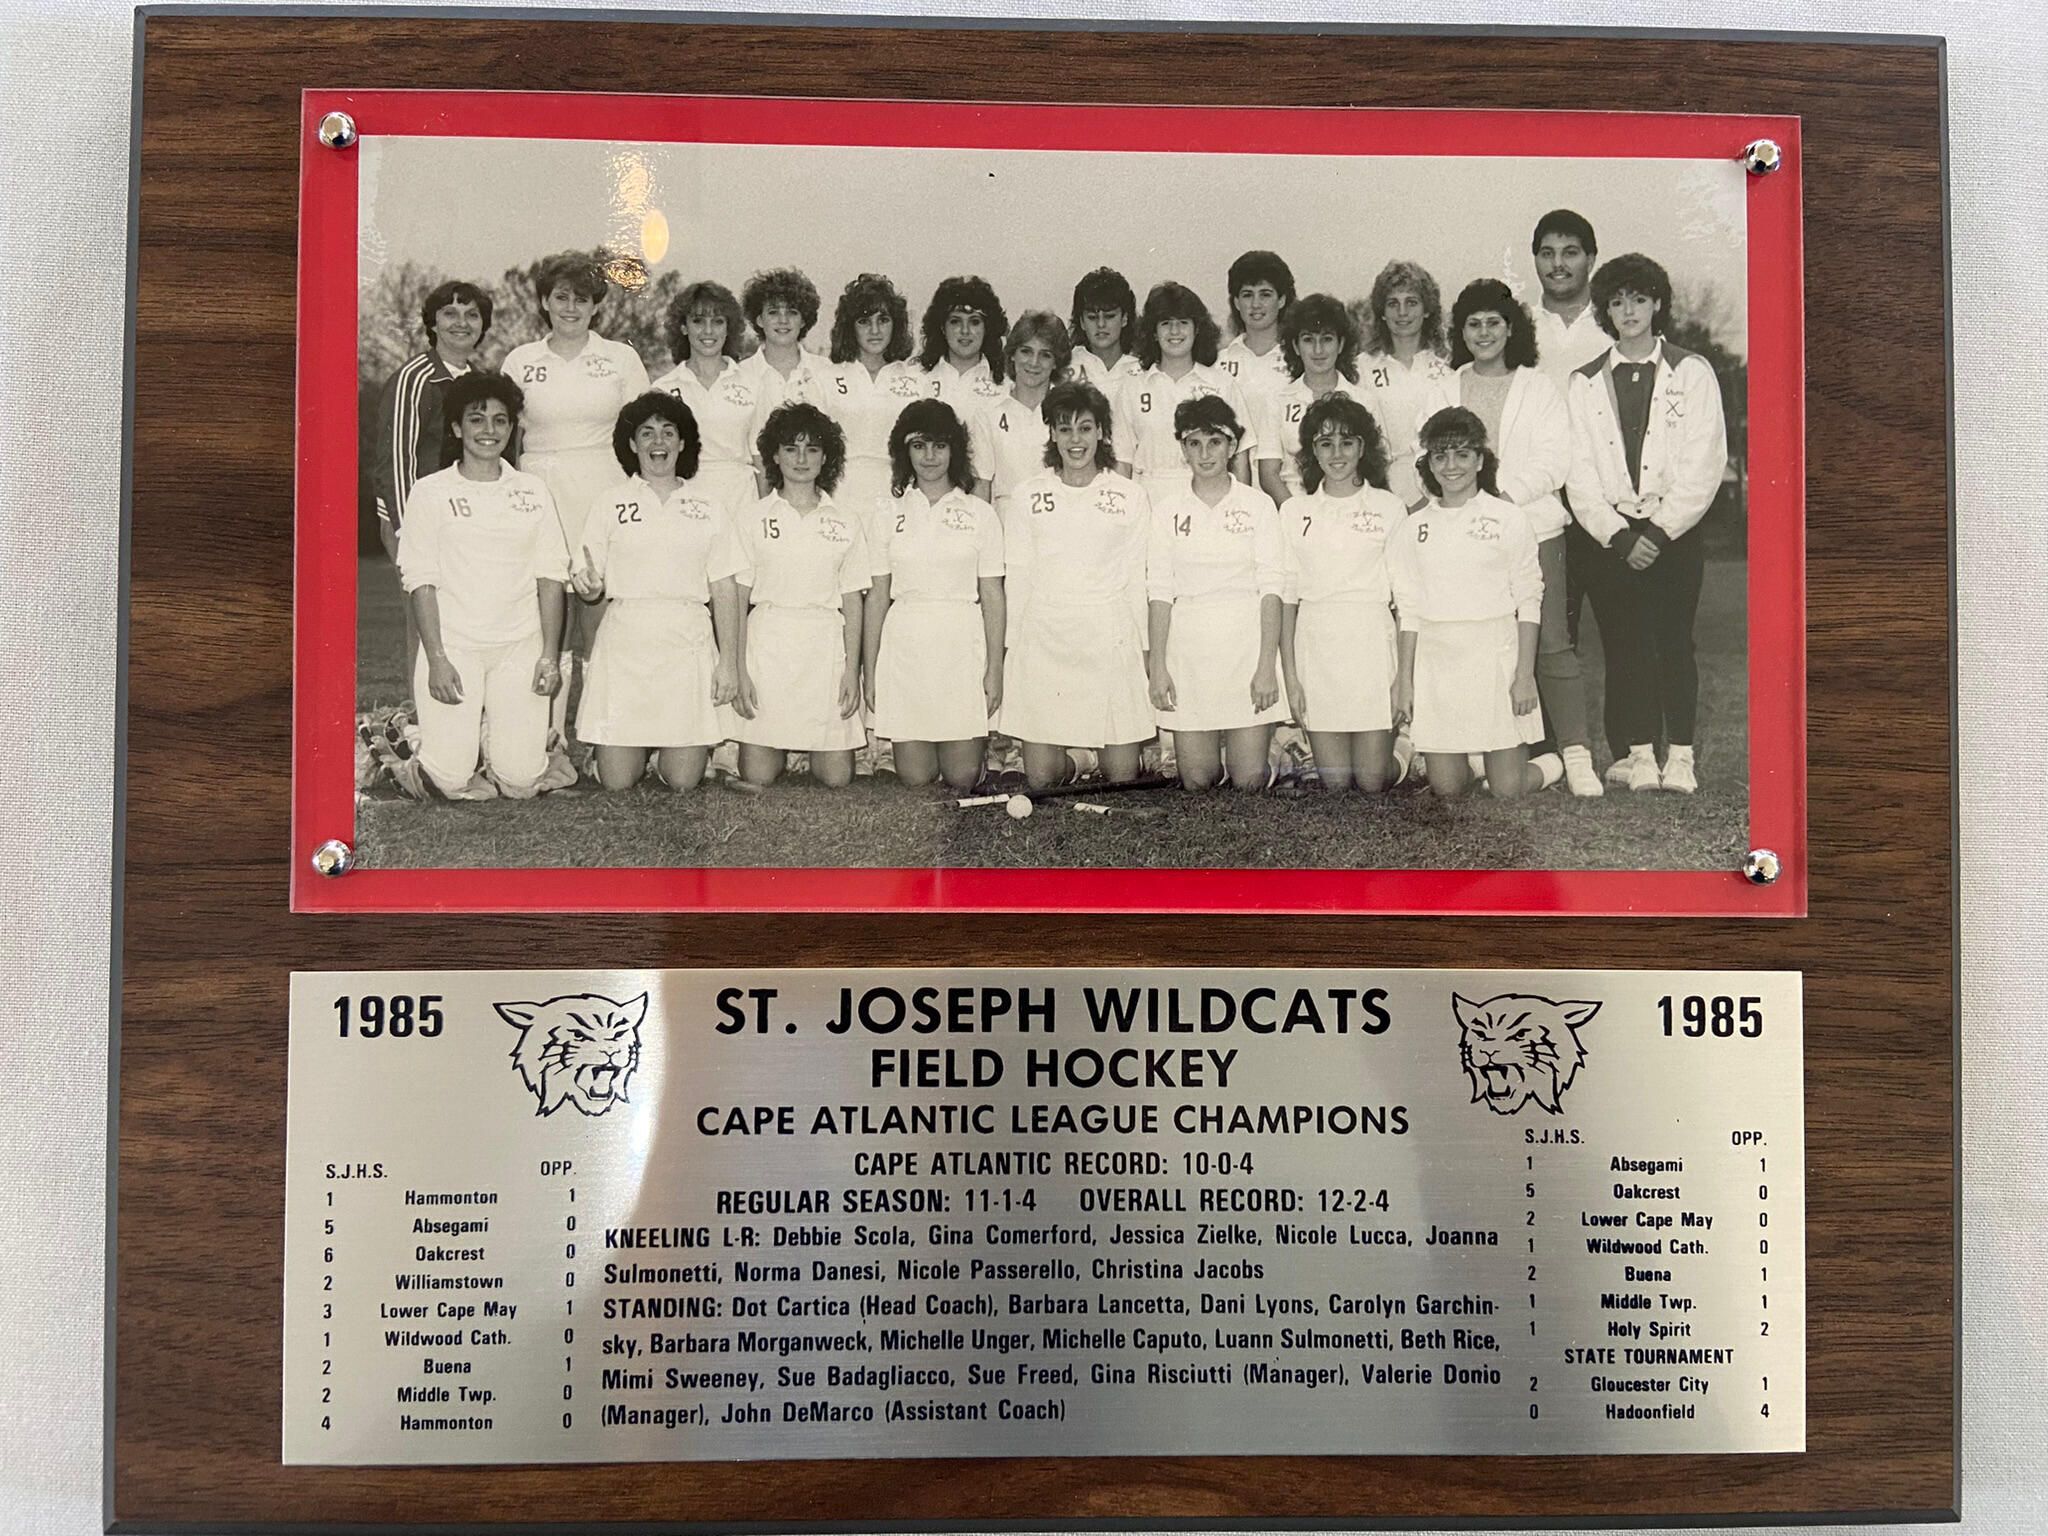 26
5
3
4
9
12
21
16
22
15
2
25
14
7
6
1985
ST. JOSEPH WILDCATS
1985
FIELD HOCKEY
CAPE ATLANTIC LEAGUE CHAMPIONS
CAPE ATLANTIC RECORD: 10-0-4
REGULAR SEASON: 11-1-4 OVERALL RECORD: 12-2-4
S.J.H.S. OPP.
1 Hammonton 1
5 Absegami 0
6 Oakcrest 0
2 Williamstown 0
3 Lower Cape May 1
1 Wildwood Cath. 0
2 Buena 1
2 Middle Twp. 0
4 Hammonton 0
KNEELING L-R: Debbie Scola, Gina Comerford, Jessica Zielke, Nicole Lucca, Joanna
Sulmonetti, Norma Danesi, Nicole Passerello, Christina Jacobs
STANDING: Dot Cartica (Head Coach), Barbara Lancetta, Dani Lyons, Carolyn Garchin-
sky, Barbara Morganweck, Michelle Unger, Michelle Caputo, Luann Sulmonetti, Beth Rice,
Mimi Sweeney, Sue Badagliacco, Sue Freed, Gina Risciutti (Manager), Valerie Donio
(Manager), John DeMarco (Assistant Coach)
S.J.H.S. OPP.
1 Absegami 1
5 Oakcrest 0
2 Lower Cape May 0
1 Wildwood Cath. 0
2 Buena 1
1 Middle Twp. 1
1 Holy Spirit 2
STATE TOURNAMENT
2 Gloucester City 1
0 Hadoonfield 4